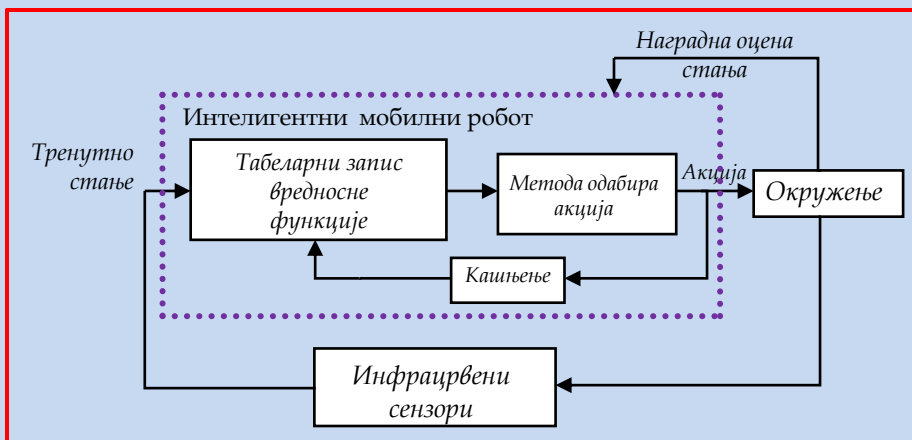 Наградна оцена
стања
Интелигентни мобилни робот
Тренутно
стање
Табеларни запис
вредносне
функције
Метода одабира
акција
Акција
Окружење
Кашњење
Инфрацрвени
сензори